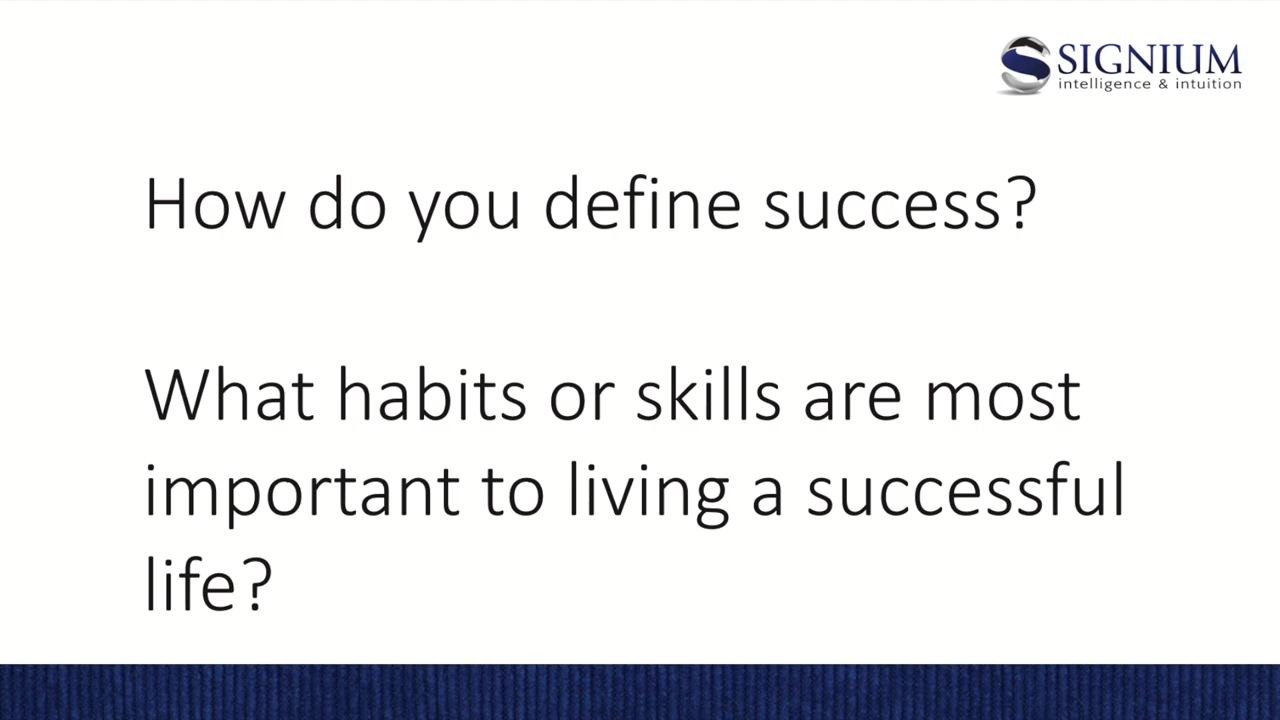 SIGNIUM
intelligence & intuition
How do you define success?
What habits or skills are most
important to living a successful
life?